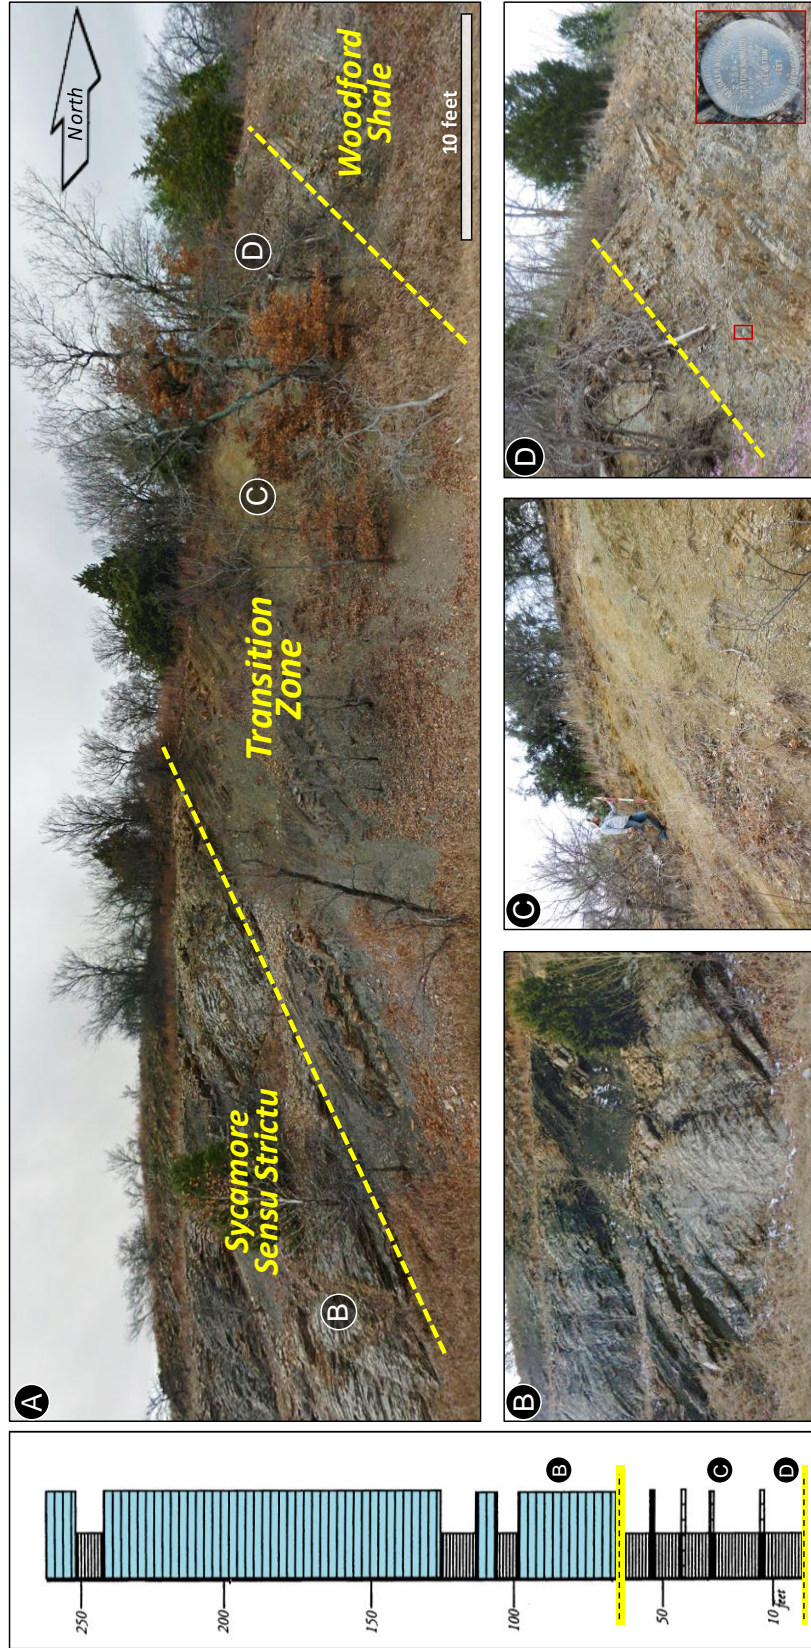 A
North
Sycamore
Sensu Strictu
Transition
Zone
Woodford
Shale
B
C
D
10 feet
B
C
D
250
200
150
100
50
10
feet
B
C
D